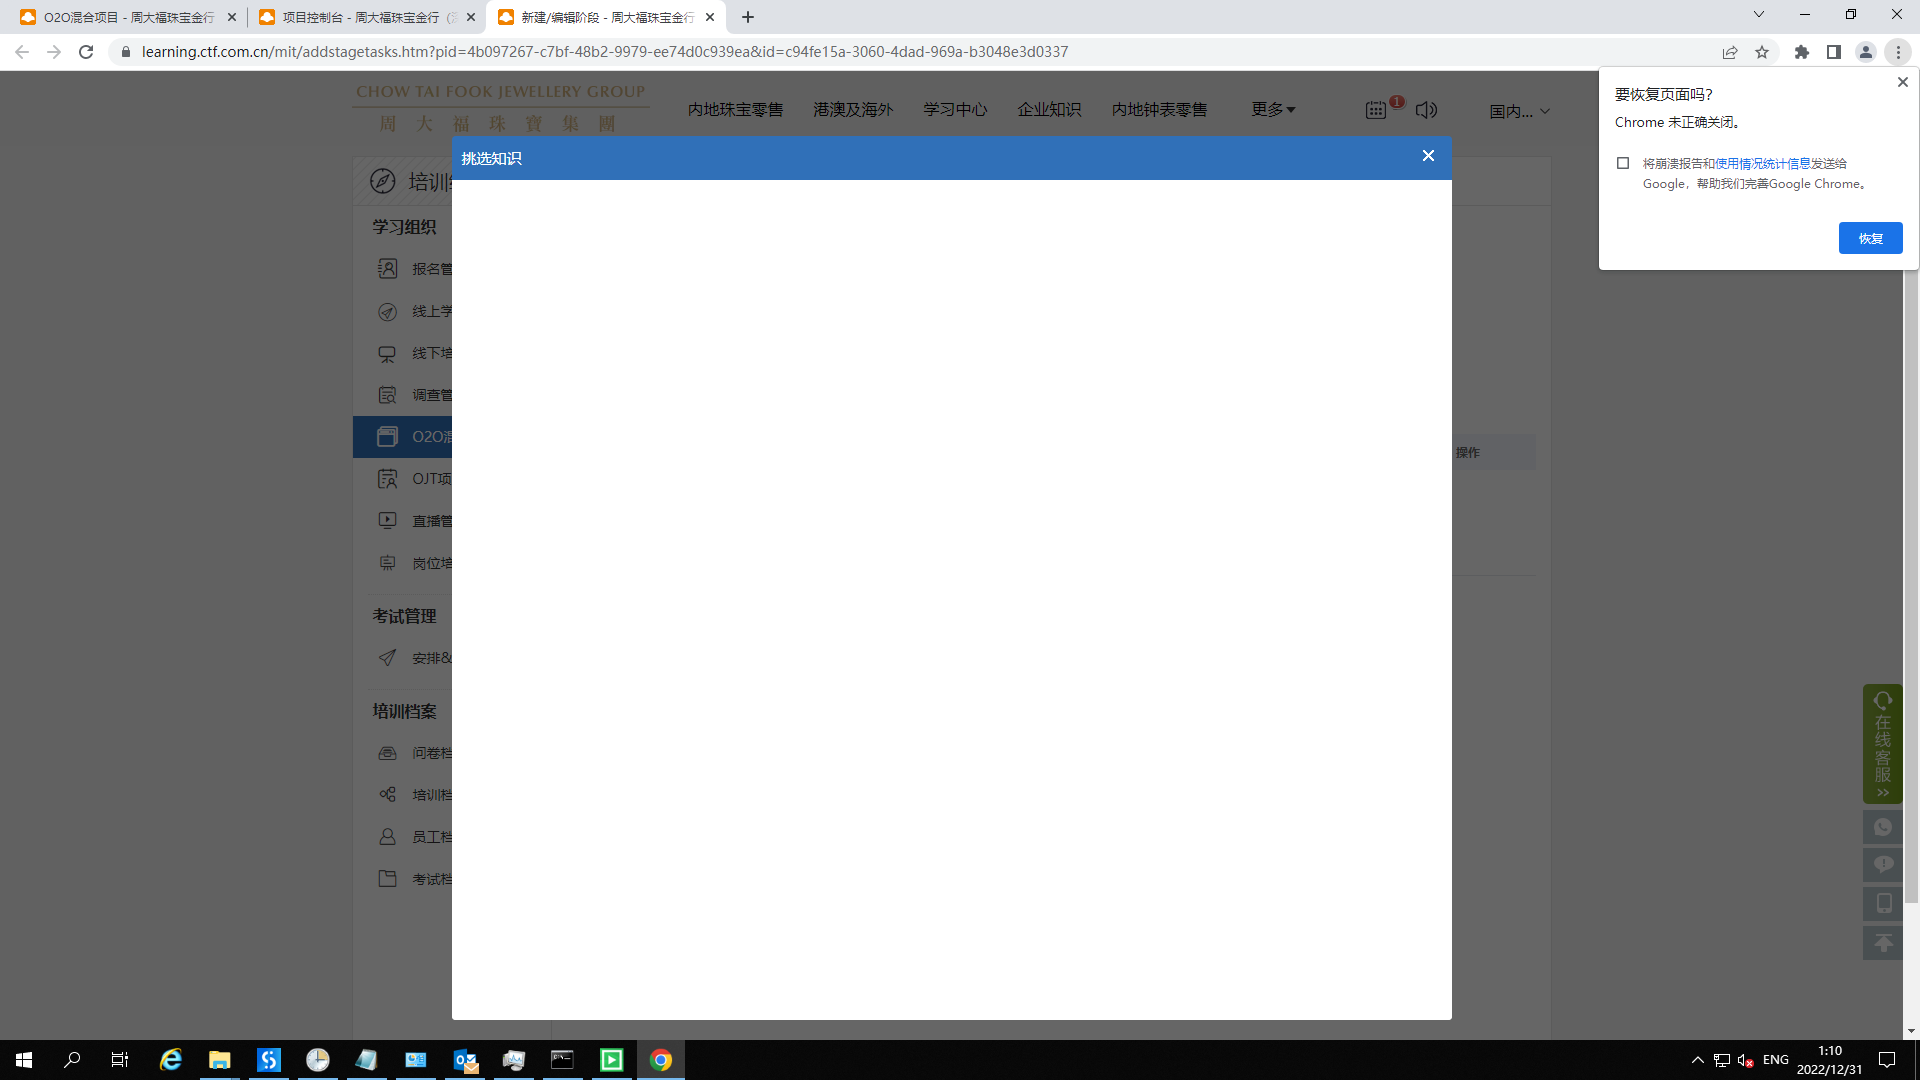 O2O混合项目 - 周大福珠宝金行
项目控制台 - 周大福珠宝金行
新建/编辑阶段 - 周大福珠宝金行
learning.ctf.com.cn/mit/addstagetasks.htm?pid=4b097267-c7bf-48b2-9979-ee74d0c939ea&id=c94fe15a-3060-4dad-969a-b3048e3d0337
CHOW TAI FOOK JEWELLERY GROUP
周大福珠寶集團
内地珠宝零售
港澳及海外
学习中心
企业知识
内地钟表零售
更多
1
国内...
要恢复页面吗?
Chrome 未正确关闭。
将崩溃报告和使用情况统计信息发送给
Google，帮助我们完善Google Chrome。
恢复
挑选知识
培训
学习组织
报名管
线上学
线下培
调查管
O2O混
OJT项
直播管
岗位培
考试管理
安排&
培训档案
问卷档
培训档
员工档
考试档
操作
在线客服
ENG
1:10
2022/12/31